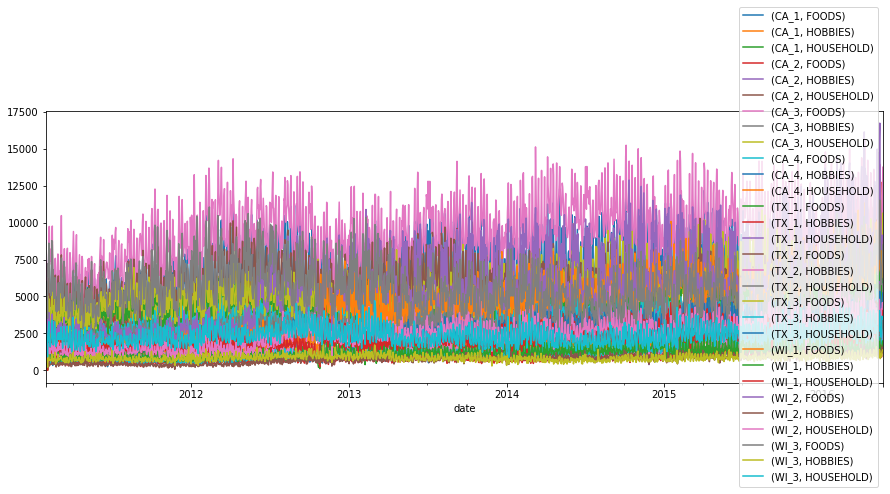 (CA_1, FOODS)
(CA_1, HOBBIES)
(CA_1, HOUSEHOLD)
(CA_2, FOODS)
(CA_2, HOBBIES)
(CA_2, HOUSEHOLD)
(CA_3, FOODS)
(CA_3, HOBBIES)
(CA_3, HOUSEHOLD)
(CA_4, FOODS)
(CA_4, HOBBIES)
(CA_4, HOUSEHOLD)
(TX_1, FOODS)
(TX_1, HOBBIES)
(TX_1, HOUSEHOLD)
(TX_2, FOODS)
(TX_2, HOBBIES)
(TX_2, HOUSEHOLD)
(TX_3, FOODS)
(TX_3, HOBBIES)
(TX_3, HOUSEHOLD)
(WI_1, FOODS)
(WI_1, HOBBIES)
(WI_1, HOUSEHOLD)
(WI_2, FOODS)
(WI_2, HOBBIES)
(WI_2, HOUSEHOLD)
(WI_3, FOODS)
(WI_3, HOBBIES)
(WI_3, HOUSEHOLD)
17500
15000
12500
10000
7500
5000
2500
0
2012 2013 2014 2015
date